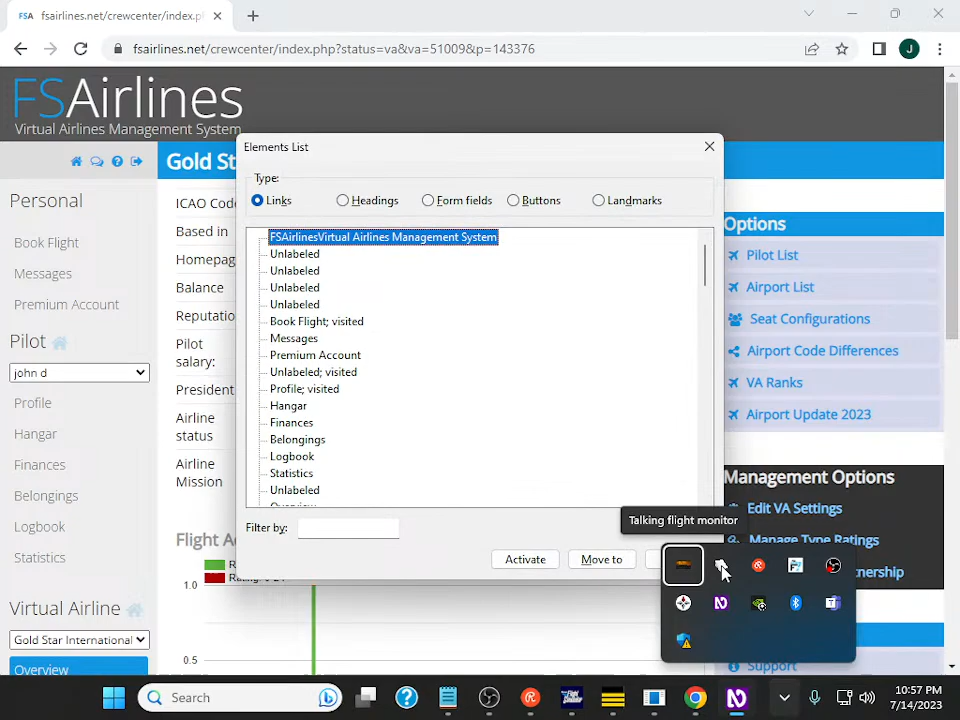 FSA fsairlines.net/crewcenter/index.p
fsairlines.net/crewcenter/index.php?status=va&va=51009&p=143376
J
FSAirlines
Virtual Airlines Management System
Gold St
Personal
Book Flight
Messages
Premium Account
Pilot
john d
Profile
Hangar
Finances
Belongings
Logbook
Statistics
Virtual Airline
Gold Star International
Overview
ICAO Code
Based in
Homepag
Balance
Reputatio
Pilot
salary:
President
Airline
status
Airline
Mission
Flight A
1.0
0.5
Elements List
Type:
Links
Headings
Form fields
Buttons
Landmarks
FSAirlinesVirtual Airlines Management System
Unlabeled
Unlabeled
Unlabeled
Unlabeled
Book Flight; visited
Messages
Premium Account
Unlabeled; visited
Profile; visited
Hangar
Finances
Belongings
Logbook
Statistics
Unlabeled
Overview
Filter by:
Activate
Move to
Talking flight monitor
Options
Pilot List
Airport List
Seat Configurations
Airport Code Differences
VA Ranks
Airport Update 2023
Management Options
Edit VA Settings
Manage Type Ratings
nership
Support
Search
10:57 PM
7/14/2023